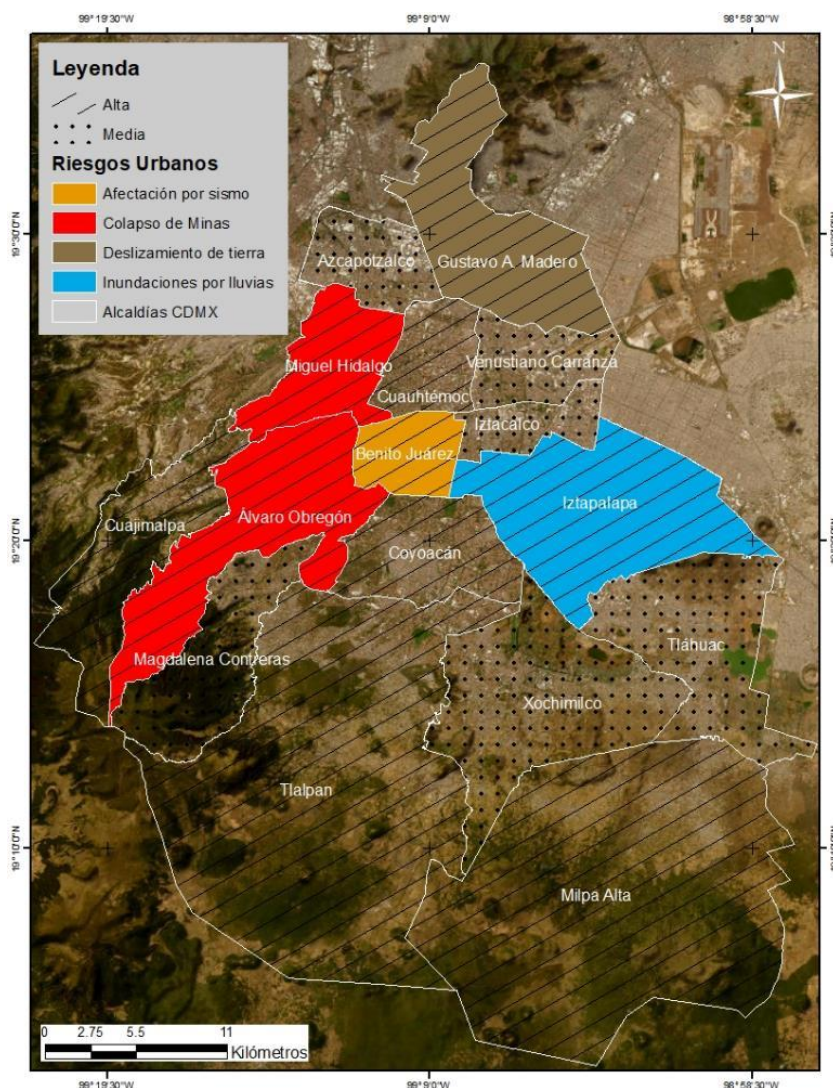 99°19'30"W
99°9'0"W
98°58'30"W
N
Leyenda
Alta
Media
Riesgos Urbanos
Afectación por sismo
Colapso de Minas
Deslizamiento de tierra
Inundaciones por lluvias
Alcaldías CDMX
19°30'0"N
Azcapotzalco
Gustavo A. Madero
Miguel Hidalgo
Venustiano Carranza
Cuauhtémoc
Iztacalco
Benito Juárez
Iztapalapa
Cuajimalpa
Álvaro Obregón
19°20'0"N
Coyoacán
Magdalena Contreras
Tláhuac
Xochimilco
Tlalpan
19°10'0"N
Milpa Alta
0 2.75 5.5 11
Kilómetros
99°19'30"W
99°9'0"W
98°58'30"W